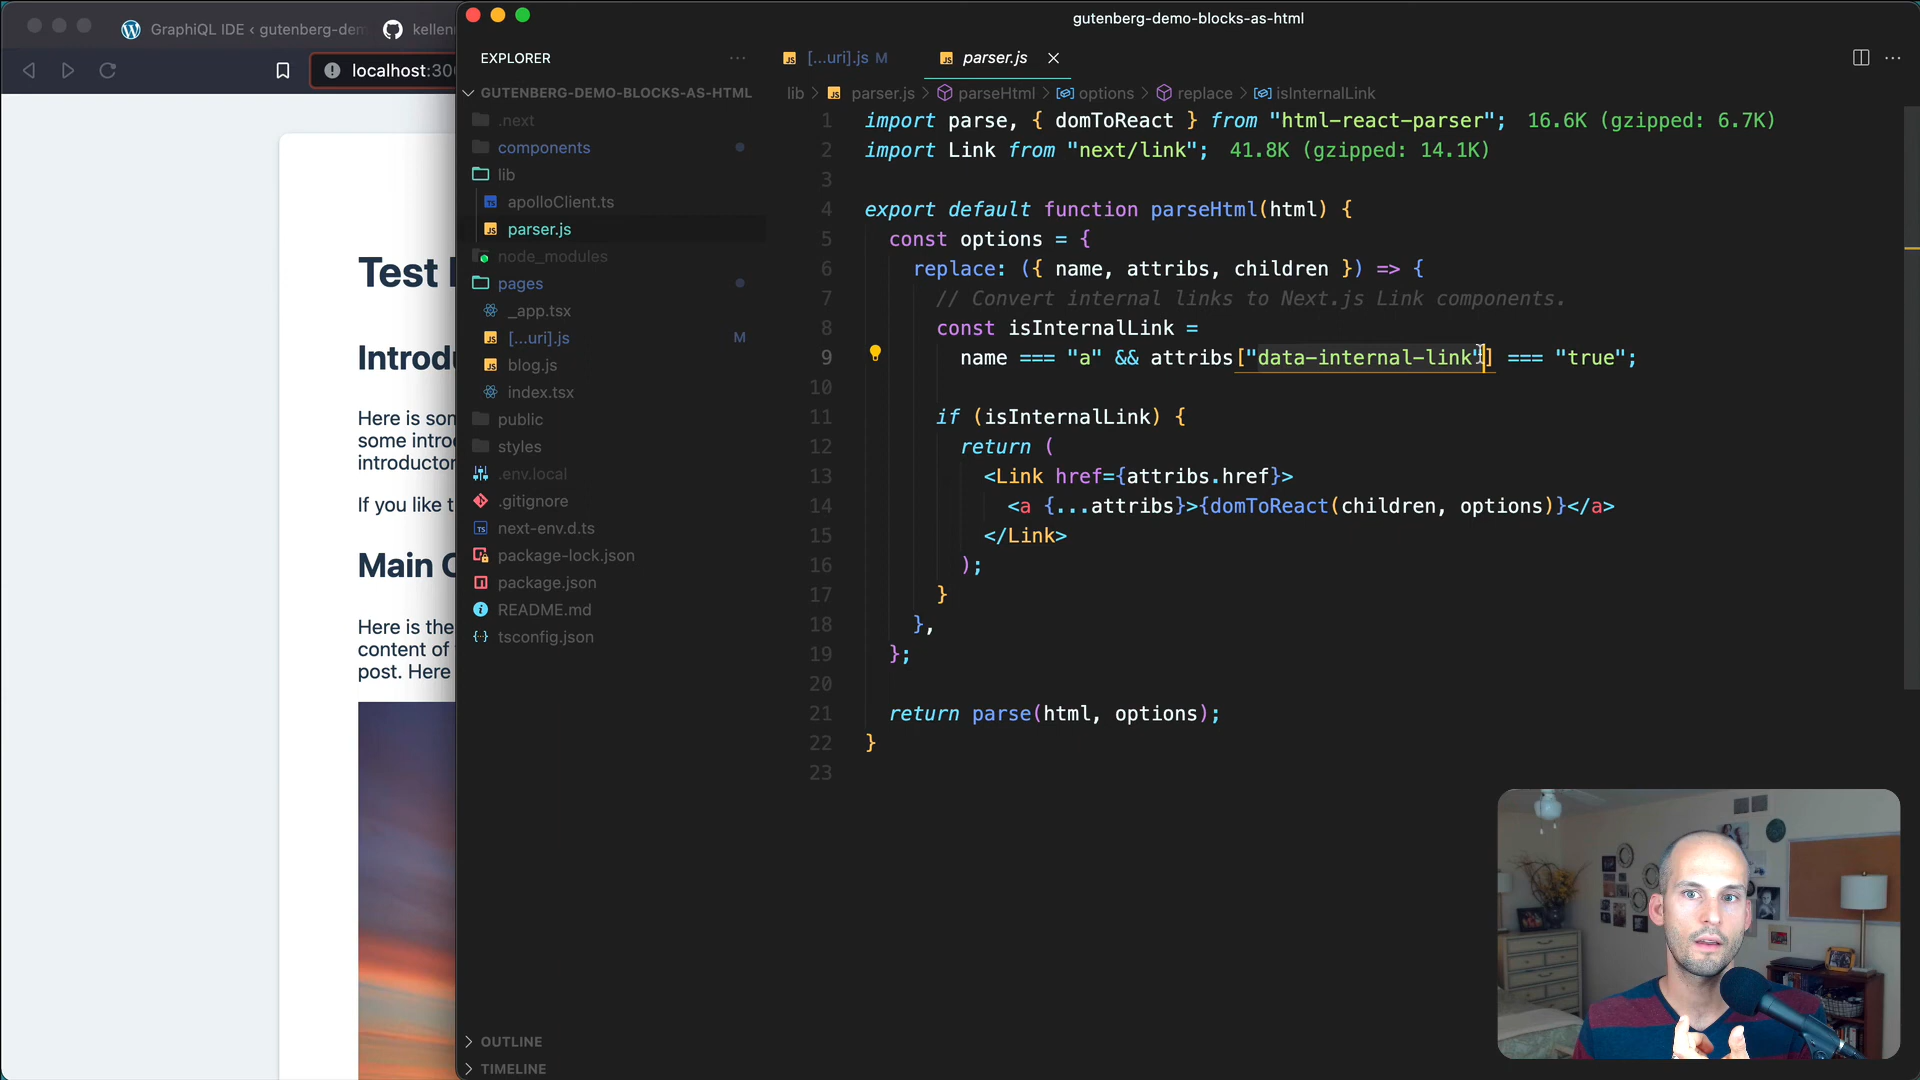 GraphiQL IDE < gutenberg-dem
kellenm
localhost:300
Test
Introdu
Here is son
some intro
introductor
If you like t
Main C
Here is the
content of
post. Here
gutenberg-demo-blocks-as-html
EXPLORER
GUTENBERG-DEMO-BLOCKS-AS-HTML
.next
components
lib
apolloClient.ts
parser.js
node_modules
pages
_app.tsx
[...uri].js M
blog.js
index.tsx
public
styles
.env.local
.gitignore
next-env.d.ts
package-lock.json
package.json
README.md
tsconfig.json
OUTLINE
TIMELINE
[...uri].js M
parser.js
lib > parser.js > parseHtml > options > replace > isInternalLink
1 import parse, { domToReact } from "html-react-parser"; 16.6K (gzipped: 6.7K)
2 import Link from "next/link"; 41.8K (gzipped: 14.1K)
3
4 export default function parseHtml(html) {
5 const options = {
6 replace: ({ name, attribs, children }) => {
7 // Convert internal links to Next.js Link components.
8 const isInternalLink =
9 name === "a" && attribs["data-internal-link"] === "true";
10
11 if (isInternalLink) {
12 return (
13 <Link href={attribs.href}>
14 <a {...attribs}>{domToReact(children, options)}</a>
15 </Link>
16 );
17 }
18 },
19 };
20
21 return parse(html, options);
22 }
23